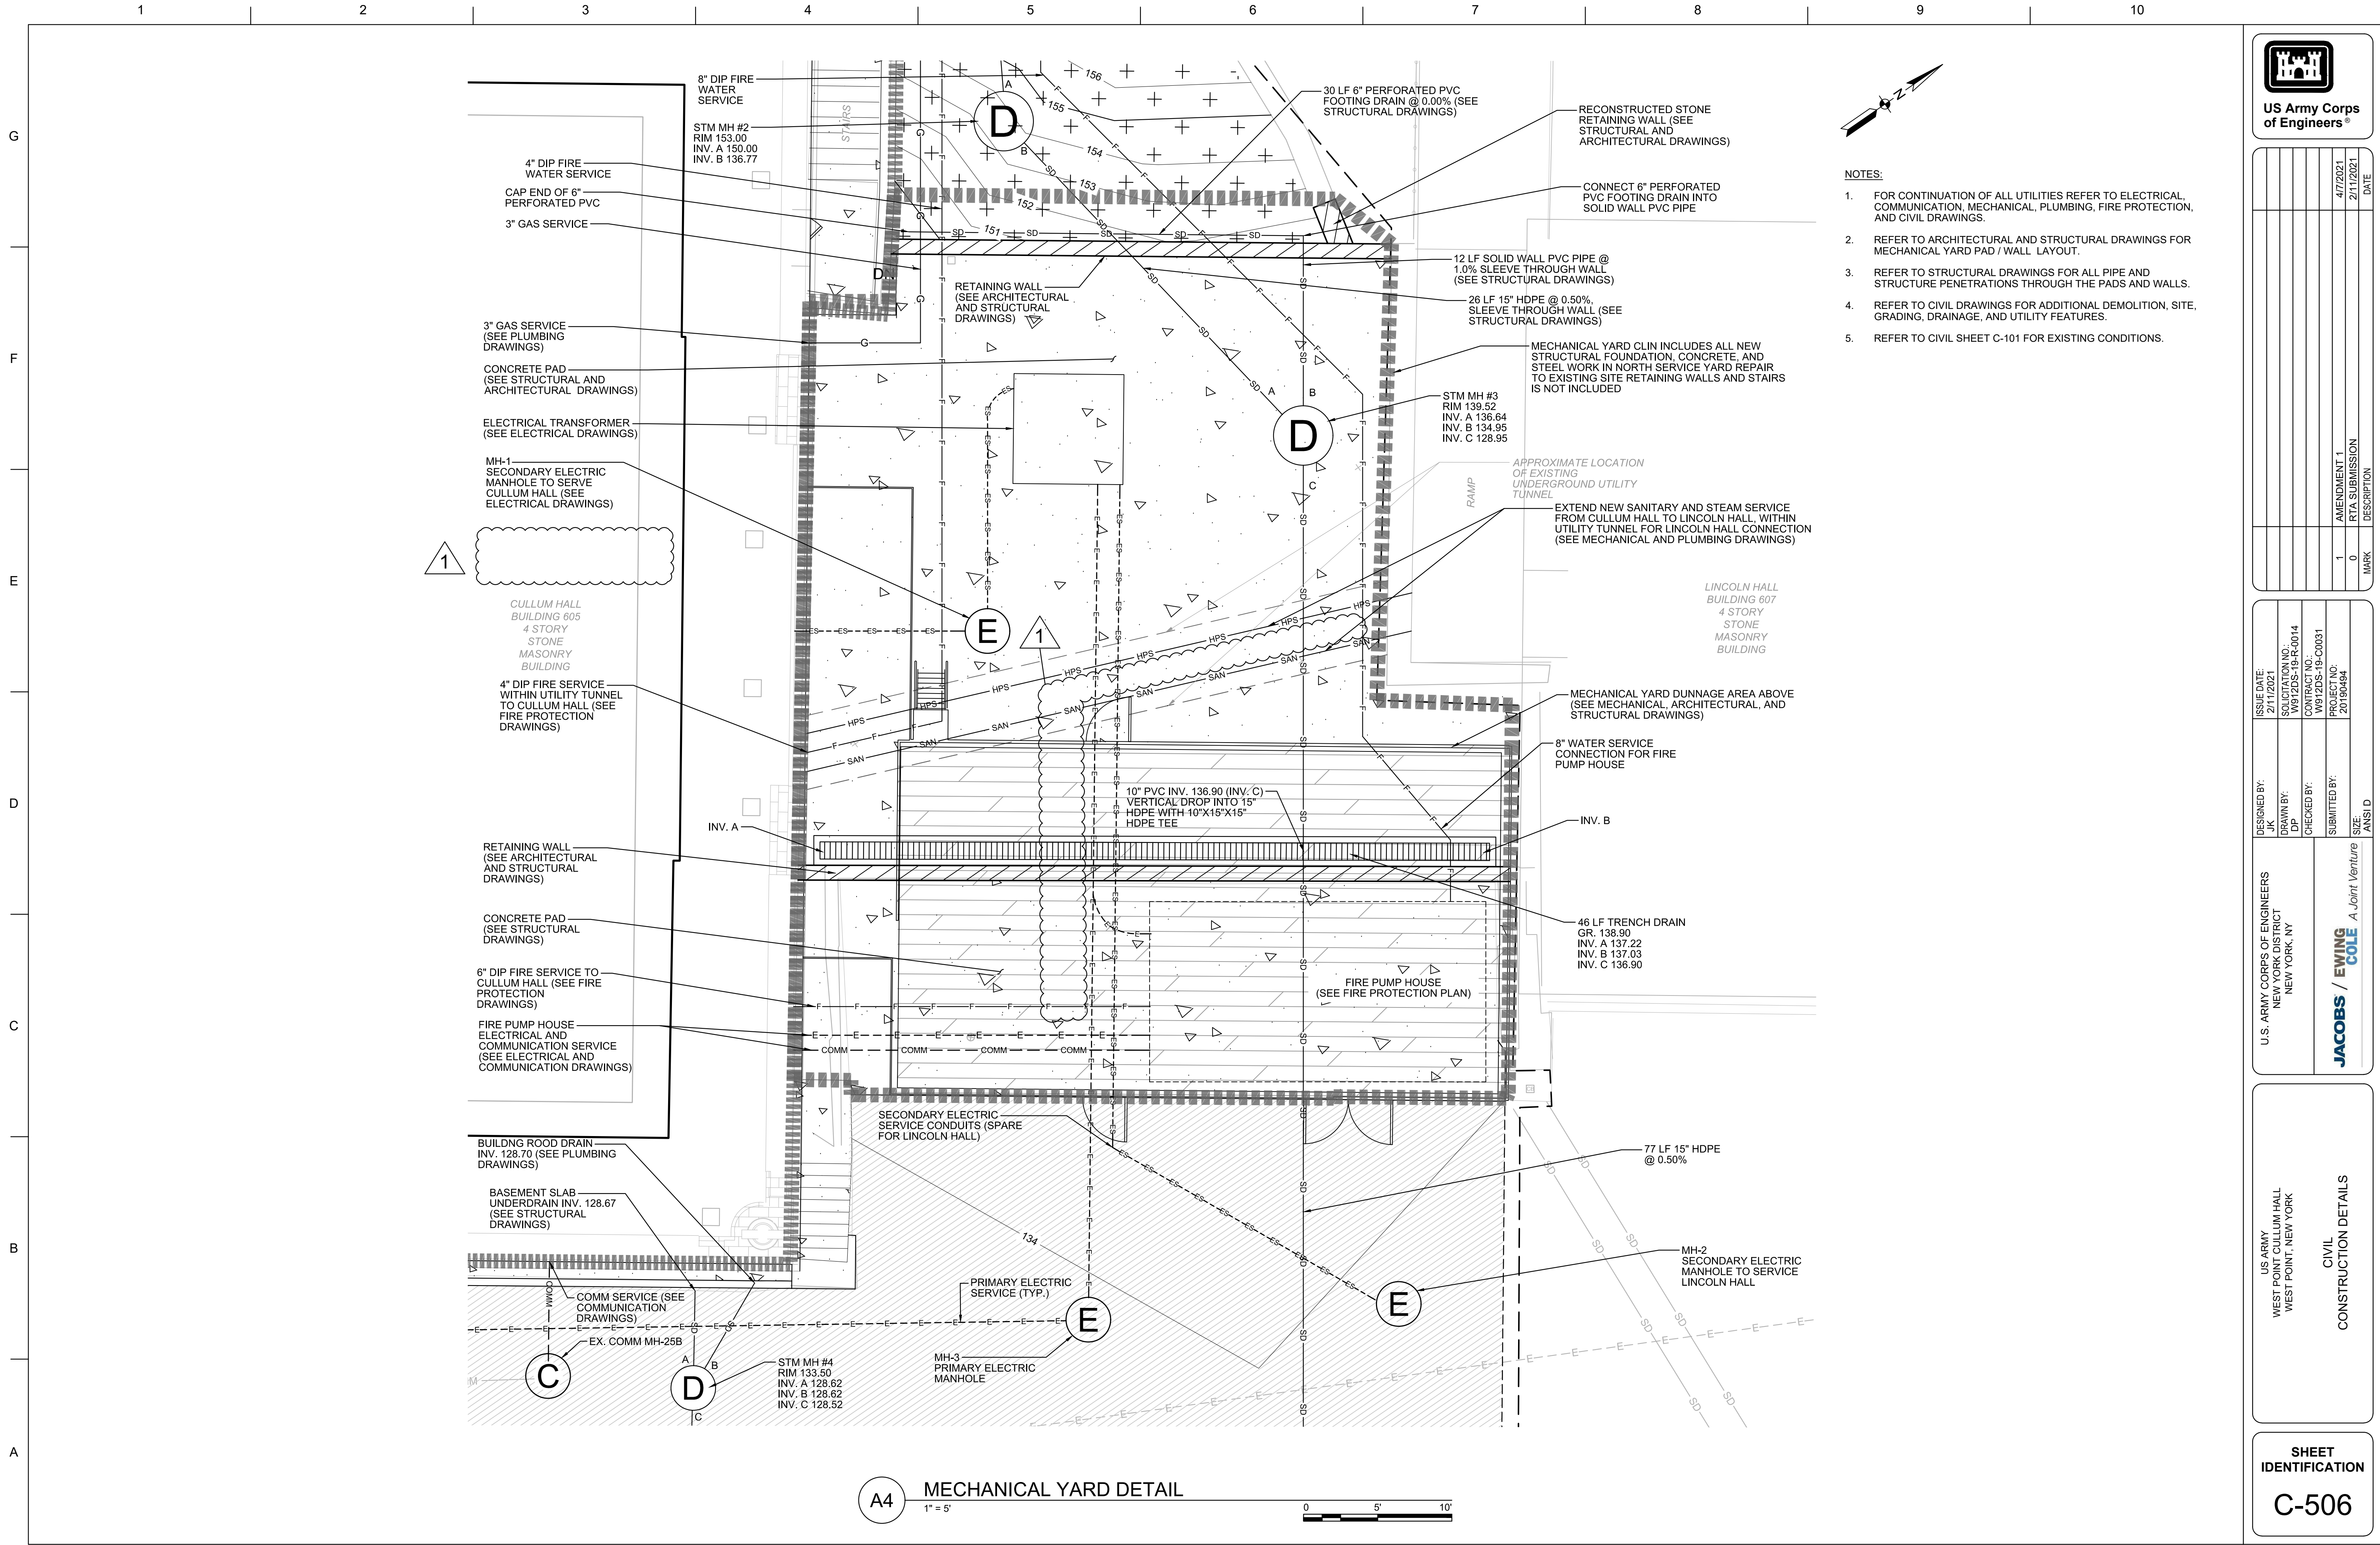 1 2 3 4 5 6 7 8 9 10
G
F
E
D
C
B
A
8" DIP FIRE
WATER
SERVICE
STM MH #2
RIM 153.00
INV. A 150.00
INV. B 136.77
4" DIP FIRE
WATER SERVICE
CAP END OF 6"
PERFORATED PVC
3" GAS SERVICE
3" GAS SERVICE
(SEE PLUMBING
DRAWINGS)
CONCRETE PAD
(SEE STRUCTURAL AND
ARCHITECTURAL DRAWINGS)
ELECTRICAL TRANSFORMER
(SEE ELECTRICAL DRAWINGS)
MH-1
SECONDARY ELECTRIC
MANHOLE TO SERVE
CULLUM HALL (SEE
ELECTRICAL DRAWINGS)
1
CULLUM HALL
BUILDING 605
4 STORY
STONE
MASONRY
BUILDING
4" DIP FIRE SERVICE
WITHIN UTILITY TUNNEL
TO CULLUM HALL (SEE
FIRE PROTECTION
DRAWINGS)
INV. A
RETAINING WALL
(SEE ARCHITECTURAL
AND STRUCTURAL
DRAWINGS)
CONCRETE PAD
(SEE STRUCTURAL
DRAWINGS)
6" DIP FIRE SERVICE TO
CULLUM HALL (SEE FIRE
PROTECTION
DRAWINGS)
FIRE PUMP HOUSE
ELECTRICAL AND
COMMUNICATION SERVICE
(SEE ELECTRICAL AND
COMMUNICATION DRAWINGS)
BUILDNG ROOD DRAIN
INV. 128.70 (SEE PLUMBING
DRAWINGS)
BASEMENT SLAB
UNDERDRAIN INV. 128.67
(SEE STRUCTURAL
DRAWINGS)
COMM SERVICE (SEE
COMMUNICATION
DRAWINGS)
EX. COMM MH-25B
C
D
A
B
C
STM MH #4
RIM 133.50
INV. A 128.62
INV. B 128.62
INV. C 128.52
STAIRS
DN
D
A
B
156
155
154
153
152
151
134
RETAINING WALL
(SEE ARCHITECTURAL
AND STRUCTURAL
DRAWINGS)
30 LF 6" PERFORATED PVC
FOOTING DRAIN @ 0.00% (SEE
STRUCTURAL DRAWINGS)
RECONSTRUCTED STONE
RETAINING WALL (SEE
STRUCTURAL AND
ARCHITECTURAL DRAWINGS)
CONNECT 6" PERFORATED
PVC FOOTING DRAIN INTO
SOLID WALL PVC PIPE
12 LF SOLID WALL PVC PIPE @
1.0% SLEEVE THROUGH WALL
(SEE STRUCTURAL DRAWINGS)
26 LF 15" HDPE @ 0.50%,
SLEEVE THROUGH WALL (SEE
STRUCTURAL DRAWINGS)
MECHANICAL YARD CLIN INCLUDES ALL NEW
STRUCTURAL FOUNDATION, CONCRETE, AND
STEEL WORK IN NORTH SERVICE YARD REPAIR
TO EXISTING SITE RETAINING WALLS AND STAIRS
IS NOT INCLUDED
D
A
B
C
STM MH #3
RIM 139.52
INV. A 136.64
INV. B 134.95
INV. C 128.95
APPROXIMATE LOCATION
OF EXISTING
UNDERGROUND UTILITY
TUNNEL
RAMP
EXTEND NEW SANITARY AND STEAM SERVICE
FROM CULLUM HALL TO LINCOLN HALL, WITHIN
UTILITY TUNNEL FOR LINCOLN HALL CONNECTION
(SEE MECHANICAL AND PLUMBING DRAWINGS)
LINCOLN HALL
BUILDING 607
4 STORY
STONE
MASONRY
BUILDING
E
1
MECHANICAL YARD DUNNAGE AREA ABOVE
(SEE MECHANICAL, ARCHITECTURAL, AND
STRUCTURAL DRAWINGS)
8" WATER SERVICE
CONNECTION FOR FIRE
PUMP HOUSE
10" PVC INV. 136.90 (INV. C)
VERTICAL DROP INTO 15"
HDPE WITH 10"X15"X15"
HDPE TEE
INV. B
46 LF TRENCH DRAIN
GR. 138.90
INV. A 137.22
INV. B 137.03
INV. C 136.90
FIRE PUMP HOUSE
(SEE FIRE PROTECTION PLAN)
SECONDARY ELECTRIC
SERVICE CONDUITS (SPARE
FOR LINCOLN HALL)
77 LF 15" HDPE
@ 0.50%
MH-2
SECONDARY ELECTRIC
MANHOLE TO SERVICE
LINCOLN HALL
PRIMARY ELECTRIC
SERVICE (TYP.)
E
E
MH-3
PRIMARY ELECTRIC
MANHOLE
A4
MECHANICAL YARD DETAIL
1" = 5'
0 5' 10'
N
NOTES:
1. FOR CONTINUATION OF ALL UTILITIES REFER TO ELECTRICAL,
COMMUNICATION, MECHANICAL, PLUMBING, FIRE PROTECTION,
AND CIVIL DRAWINGS.
2. REFER TO ARCHITECTURAL AND STRUCTURAL DRAWINGS FOR
MECHANICAL YARD PAD / WALL LAYOUT.
3. REFER TO STRUCTURAL DRAWINGS FOR ALL PIPE AND
STRUCTURE PENETRATIONS THROUGH THE PADS AND WALLS.
4. REFER TO CIVIL DRAWINGS FOR ADDITIONAL DEMOLITION, SITE,
GRADING, DRAINAGE, AND UTILITY FEATURES.
5. REFER TO CIVIL SHEET C-101 FOR EXISTING CONDITIONS.
US Army Corps
of Engineers ®
MARK DESCRIPTION DATE
1 AMENDMENT 1 4/7/2021
0 RTA SUBMISSION 2/11/2021
DESIGNED BY:
JK
DRAWN BY:
DP
CHECKED BY:
SUBMITTED BY:
SIZE:
ANSI D
ISSUE DATE:
2/11/2021
SOLICITATION NO.:
W912DS-19-R-0014
CONTRACT NO.:
W912DS-19-C0031
PROJECT NO:
20190494
U.S. ARMY CORPS OF ENGINEERS
NEW YORK DISTRICT
NEW YORK, NY
JACOBS / EWING
COLE A Joint Venture
US ARMY
WEST POINT CULLUM HALL
WEST POINT, NEW YORK
CIVIL
CONSTRUCTION DETAILS
SHEET
IDENTIFICATION
C-506